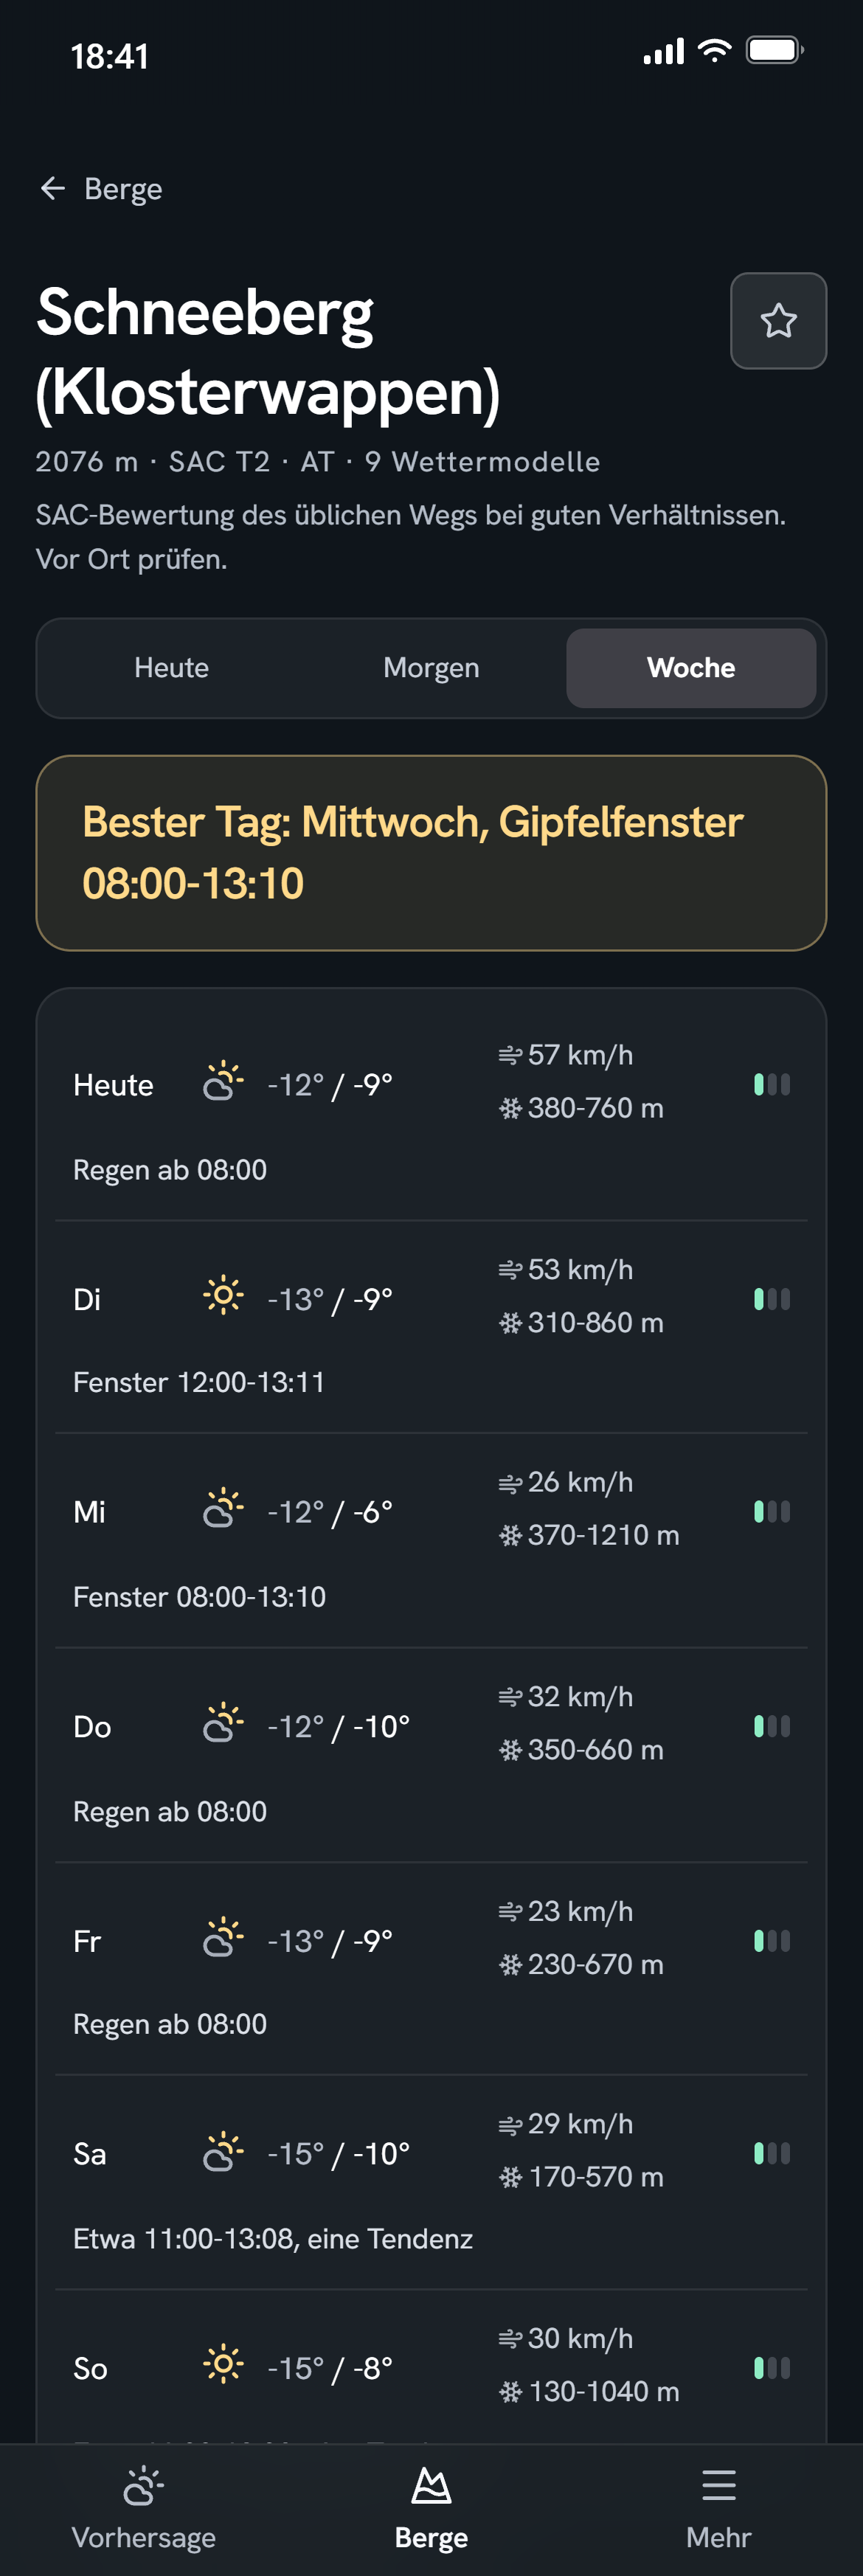 18:41
Berge
Schneeberg
(Klosterwappen)
2076 m · SAC T2 · AT · 9 Wettermodelle
SAC-Bewertung des üblichen Wegs bei guten Verhältnissen.
Vor Ort prüfen.
Heute Morgen Woche
Bester Tag: Mittwoch, Gipfelfenster
08:00-13:10
57 km/h
Heute -12° / -9°
380-760 m
Regen ab 08:00
53 km/h
Di -13° / -9°
310-860 m
Fenster 12:00-13:11
26 km/h
Mi -12° / -6°
370-1210 m
Fenster 08:00-13:10
32 km/h
Do -12° / -10°
350-660 m
Regen ab 08:00
23 km/h
Fr -13° / -9°
230-670 m
Regen ab 08:00
29 km/h
Sa -15° / -10°
170-570 m
Etwa 11:00-13:08, eine Tendenz
30 km/h
So -15° / -8°
130-1040 m
Vorhersage Berge Mehr